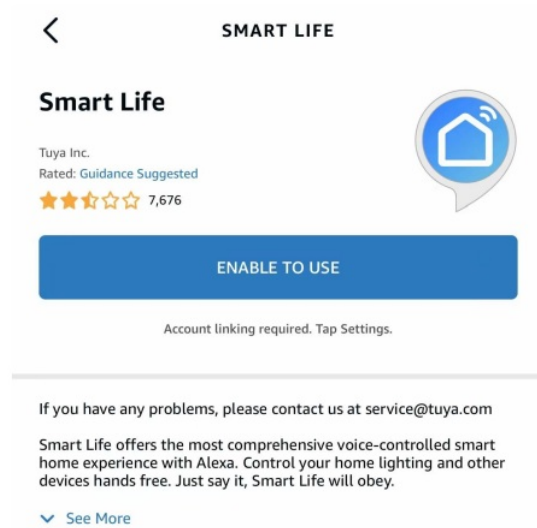 SMART LIFE
Smart Life
Tuya Inc.
Rated: Guidance Suggested
7,676
ENABLE TO USE
Account linking required. Tap Settings.
If you have any problems, please contact us at service@tuya.com
Smart Life offers the most comprehensive voice-controlled smart
home experience with Alexa. Control your home lighting and other
devices hands free. Just say it, Smart Life will obey.
See More